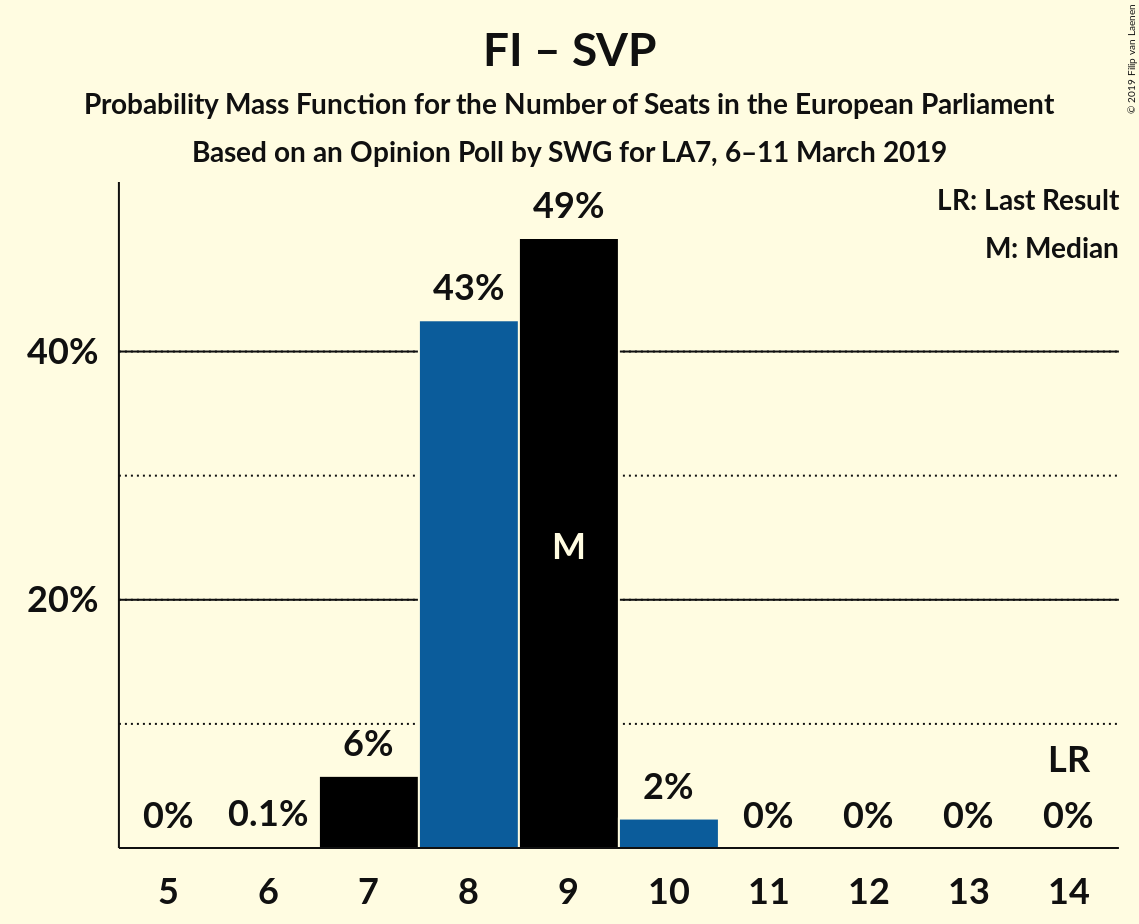 FI – SVP
Probability Mass Function for the Number of Seats in the European Parliament
Based on an Opinion Poll by SWG for LA7, 6–11 March 2019
© 2019 Filip van Laenen
LR: Last Result
M: Median
49%
43%
40%
M
20%
6%
LR
2%
0%
0.1%
0%
0%
0%
0%
5 6 7 8 9 10 11 12 13 14